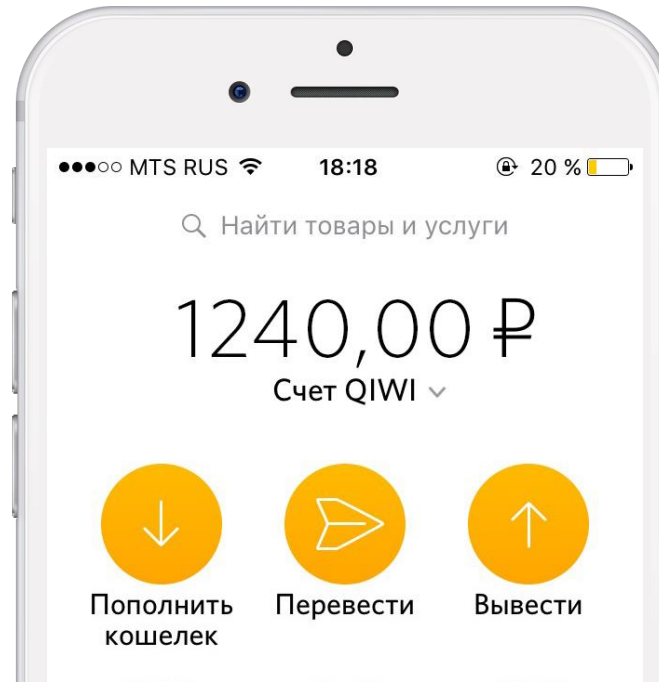 ●●●○○ MTS RUS 18:18 20 %
Найти товары и услуги
1240,00 ₽
Счет QIWI
Пополнить кошелек
Перевести
Вывести